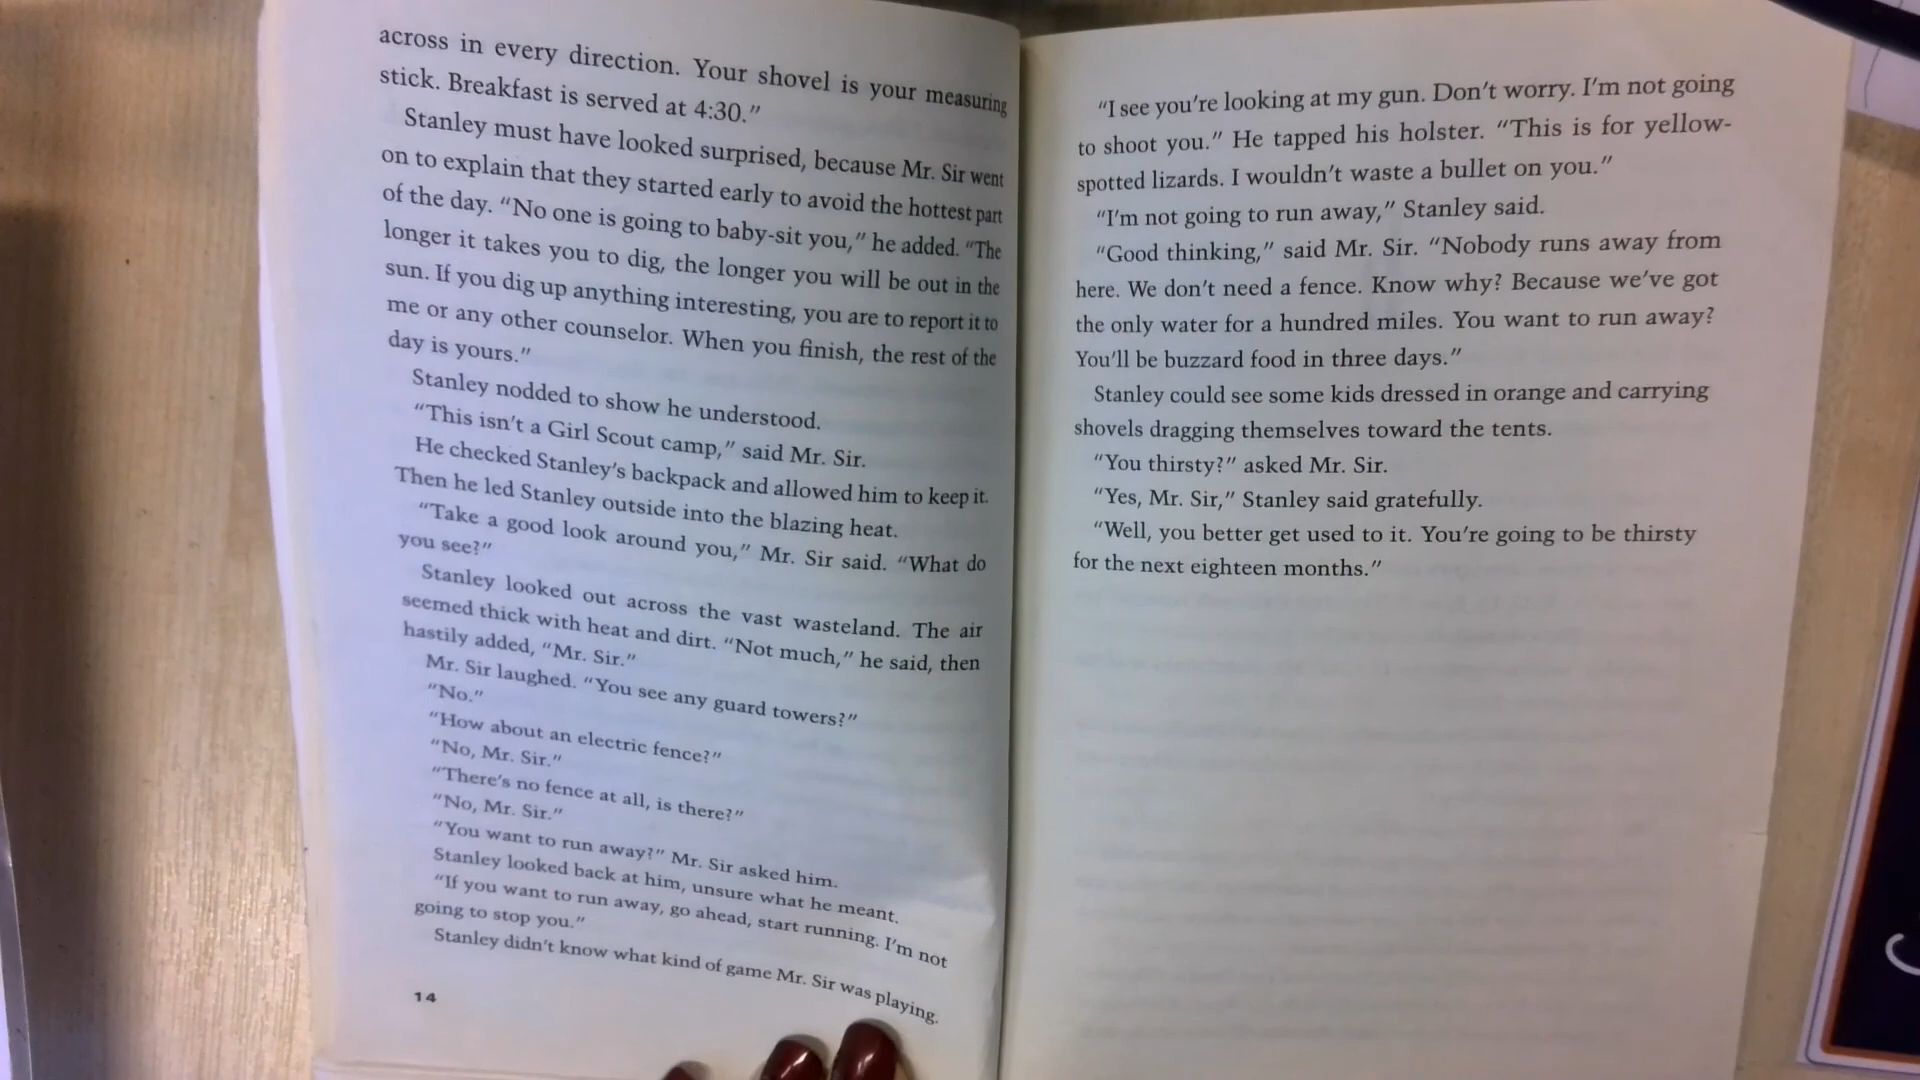 across in every direction. Your shovel is your measuring
stick. Breakfast is served at 4:30.”
Stanley must have looked surprised, because Mr. Sir went
on to explain that they started early to avoid the hottest part
of the day. “No one is going to baby-sit you,” he added. “The
longer it takes you to dig, the longer you will be out in the
sun. If you dig up anything interesting, you are to report it to
me or any other counselor. When you finish, the rest of the
day is yours.”
Stanley nodded to show he understood.
“This isn’t a Girl Scout camp,” said Mr. Sir.
He checked Stanley’s backpack and allowed him to keep it.
Then he led Stanley outside into the blazing heat.
“Take a good look around you,” Mr. Sir said. “What do
you see?”
Stanley looked out across the vast wasteland. The air
seemed thick with heat and dirt. “Not much,” he said, then
hastily added, “Mr. Sir.”
Mr. Sir laughed. “You see any guard towers?”
“No.”
“How about an electric fence?”
“No, Mr. Sir.”
“There’s no fence at all, is there?”
“No, Mr. Sir.”
“You want to run away?” Mr. Sir asked him.
Stanley looked back at him, unsure what he meant.
“If you want to run away, go ahead, start running. I’m not
going to stop you.”
Stanley didn’t know what kind of game Mr. Sir was playing.
14
“I see you’re looking at my gun. Don’t worry. I’m not going
to shoot you.” He tapped his holster. “This is for yellow-
spotted lizards. I wouldn’t waste a bullet on you.”
“I’m not going to run away,” Stanley said.
“Good thinking,” said Mr. Sir. “Nobody runs away from
here. We don’t need a fence. Know why? Because we’ve got
the only water for a hundred miles. You want to run away?
You’ll be buzzard food in three days.”
Stanley could see some kids dressed in orange and carrying
shovels dragging themselves toward the tents.
“You thirsty?” asked Mr. Sir.
“Yes, Mr. Sir,” Stanley said gratefully.
“Well, you better get used to it. You’re going to be thirsty
for the next eighteen months.”